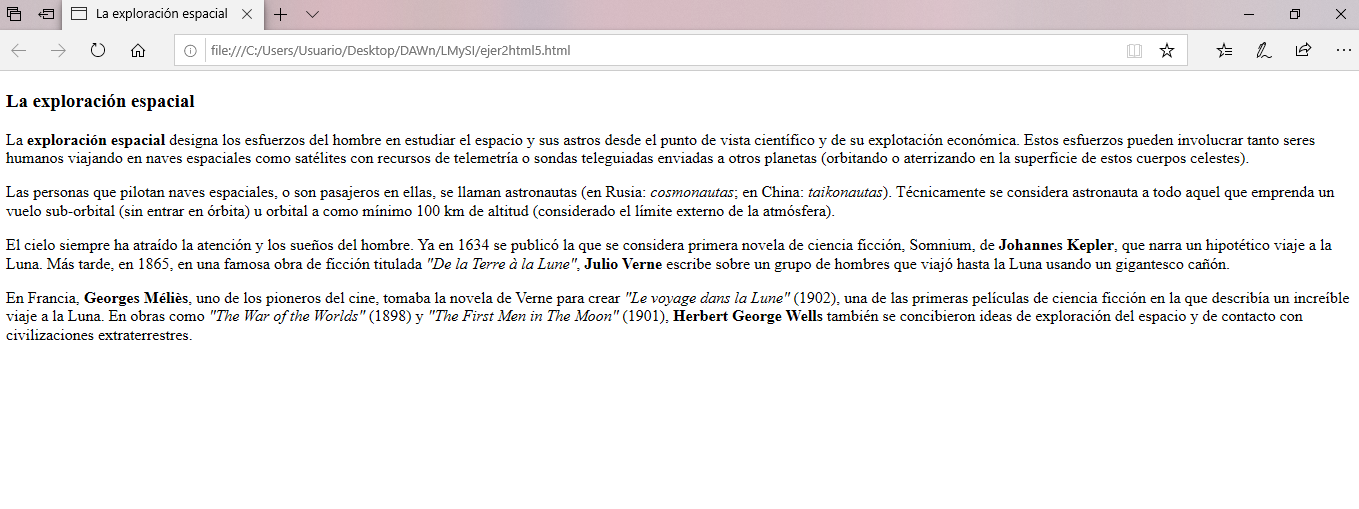 La exploración espacial
file:///C:/Users/Usuario/Desktop/DAWn/LMySI/ejer2html5.html
La exploración espacial
La exploración espacial designa los esfuerzos del hombre en estudiar el espacio y sus astros desde el punto de vista científico y de su explotación económica. Estos esfuerzos pueden involucrar tanto seres
humanos viajando en naves espaciales como satélites con recursos de telemetría o sondas teleguiadas enviadas a otros planetas (orbitando o aterrizando en la superficie de estos cuerpos celestes).
Las personas que pilotan naves espaciales, o son pasajeros en ellas, se llaman astronautas (en Rusia: cosmonautas; en China: taikonautas). Técnicamente se considera astronauta a todo aquel que emprenda un
vuelo sub-orbital (sin entrar en órbita) u orbital a como mínimo 100 km de altitud (considerado el límite externo de la atmósfera).
El cielo siempre ha atraído la atención y los sueños del hombre. Ya en 1634 se publicó la que se considera primera novela de ciencia ficción, Somnium, de Johannes Kepler, que narra un hipotético viaje a la
Luna. Más tarde, en 1865, en una famosa obra de ficción titulada "De la Terre à la Lune", Julio Verne escribe sobre un grupo de hombres que viajó hasta la Luna usando un gigantesco cañón.
En Francia, Georges Méliès, uno de los pioneros del cine, tomaba la novela de Verne para crear "Le voyage dans la Lune" (1902), una de las primeras películas de ciencia ficción en la que describía un increíble
viaje a la Luna. En obras como "The War of the Worlds" (1898) y "The First Men in The Moon" (1901), Herbert George Wells también se concibieron ideas de exploración del espacio y de contacto con
civilizaciones extraterrestres.